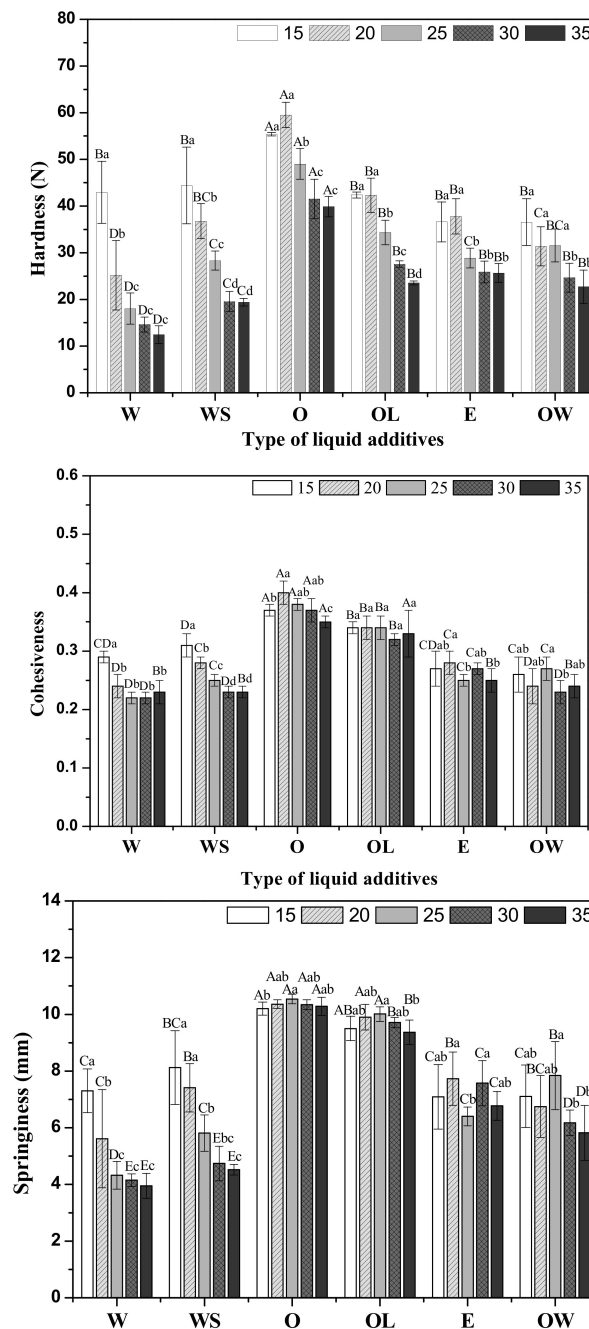 80
15 20 25 30 35
70
60
50
40
30
20
10
0
Hardness (N)
Ba Db Dc Dc Dc
Ba BCb Cc Cd Cd
Aa Aa Ab Ac Ac
Ba Ba Bb Bc Bd
Ba Ba Cb Bb Bb
Ba Ca BCa Bb
W WS O OL E OW
Type of liquid additives
0.6
15 20 25 30 35
0.5
0.4
0.3
0.2
0.1
0.0
Cohesiveness
CDa Db Db Db Bb
Da Cb Cc Dd Bd
Ab Aa Aab Aab Ac
Ba Ba Ba Ba Aa
CDab Ca Cb Cab Bb
Ca Dab Ca Db Bab
W WS O OL E OW
Type of liquid additives
14
15 20 25 30 35
12
10
8
6
4
2
0
Springiness (mm)
Ca Cb Dc Ec Ec
BCa Ba Cb Ebc Ec
Ab Aab Aa Aab Aab
ABab Aab Aa Bab Bb
Cab Ba Cb Ca Cab
Cab BCab Ba Db
W WS O OL E OW